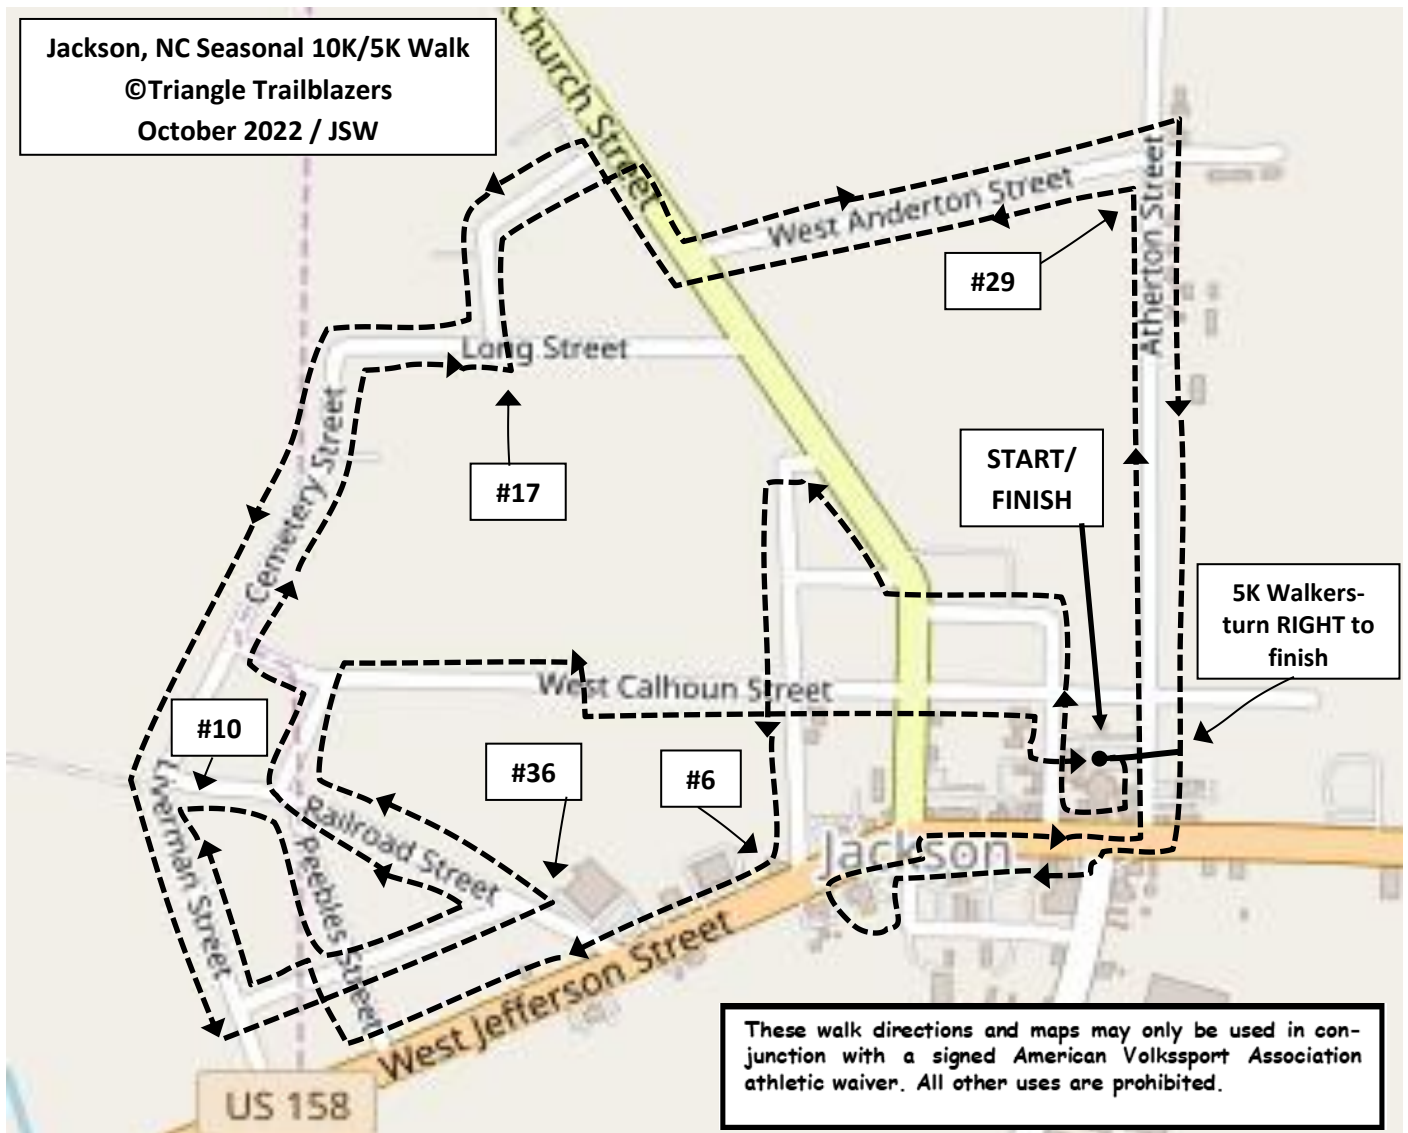 Jackson, NC Seasonal 10K/5K Walk
©Triangle Trailblazers
October 2022 / JSW
Church Street
West Anderton Street
Atherton Street
#29
Long Street
Cemetery Street
#17
START/
FINISH
5K Walkers-
turn RIGHT to
finish
West Calhoun Street
#10
#36
#6
Liverman Street
Railroad Street
Peebles Street
Jackson
West Jefferson Street
US 158
These walk directions and maps may only be used in con-
junction with a signed American Volkssport Association
athletic waiver. All other uses are prohibited.